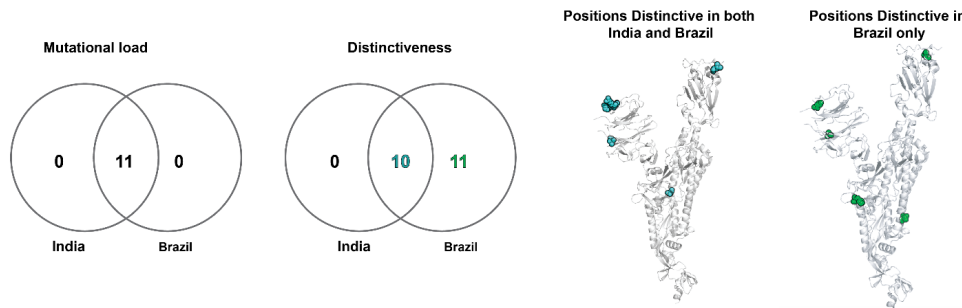 Mutational load
0
11
0
India
Brazil
Distinctiveness
0
10
11
India
Brazil
Positions Distinctive in both
India and Brazil
Positions Distinctive in
Brazil only